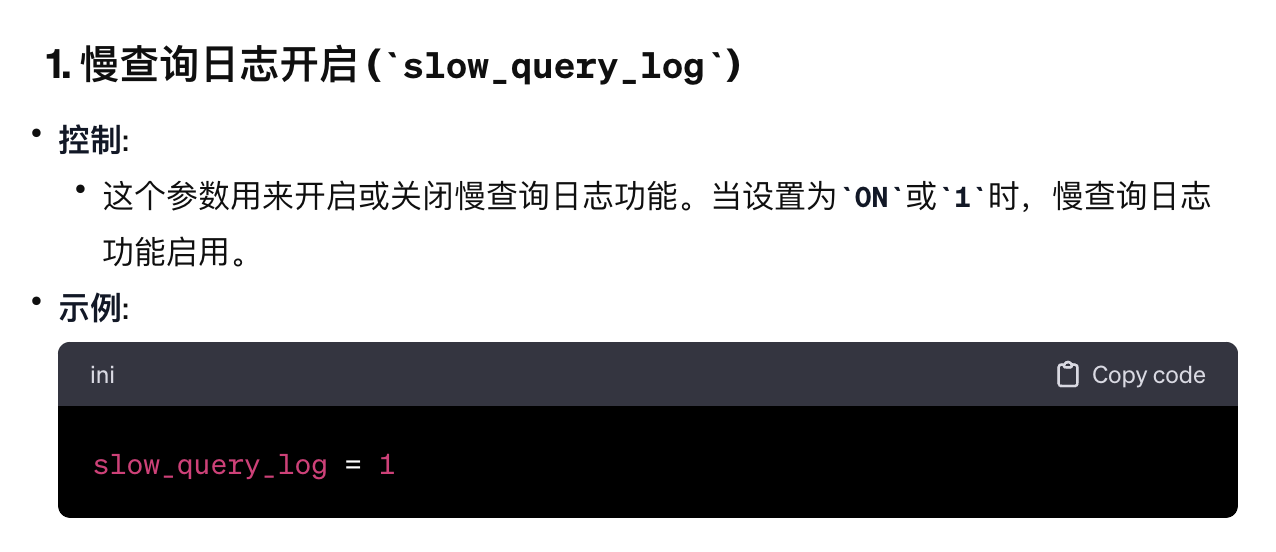 1. 慢查询日志开启 (`slow_query_log`)
• 控制:
• 这个参数用来开启或关闭慢查询日志功能。当设置为`ON`或`1`时，慢查询日志
功能启用。
• 示例:
ini Copy code
slow_query_log = 1